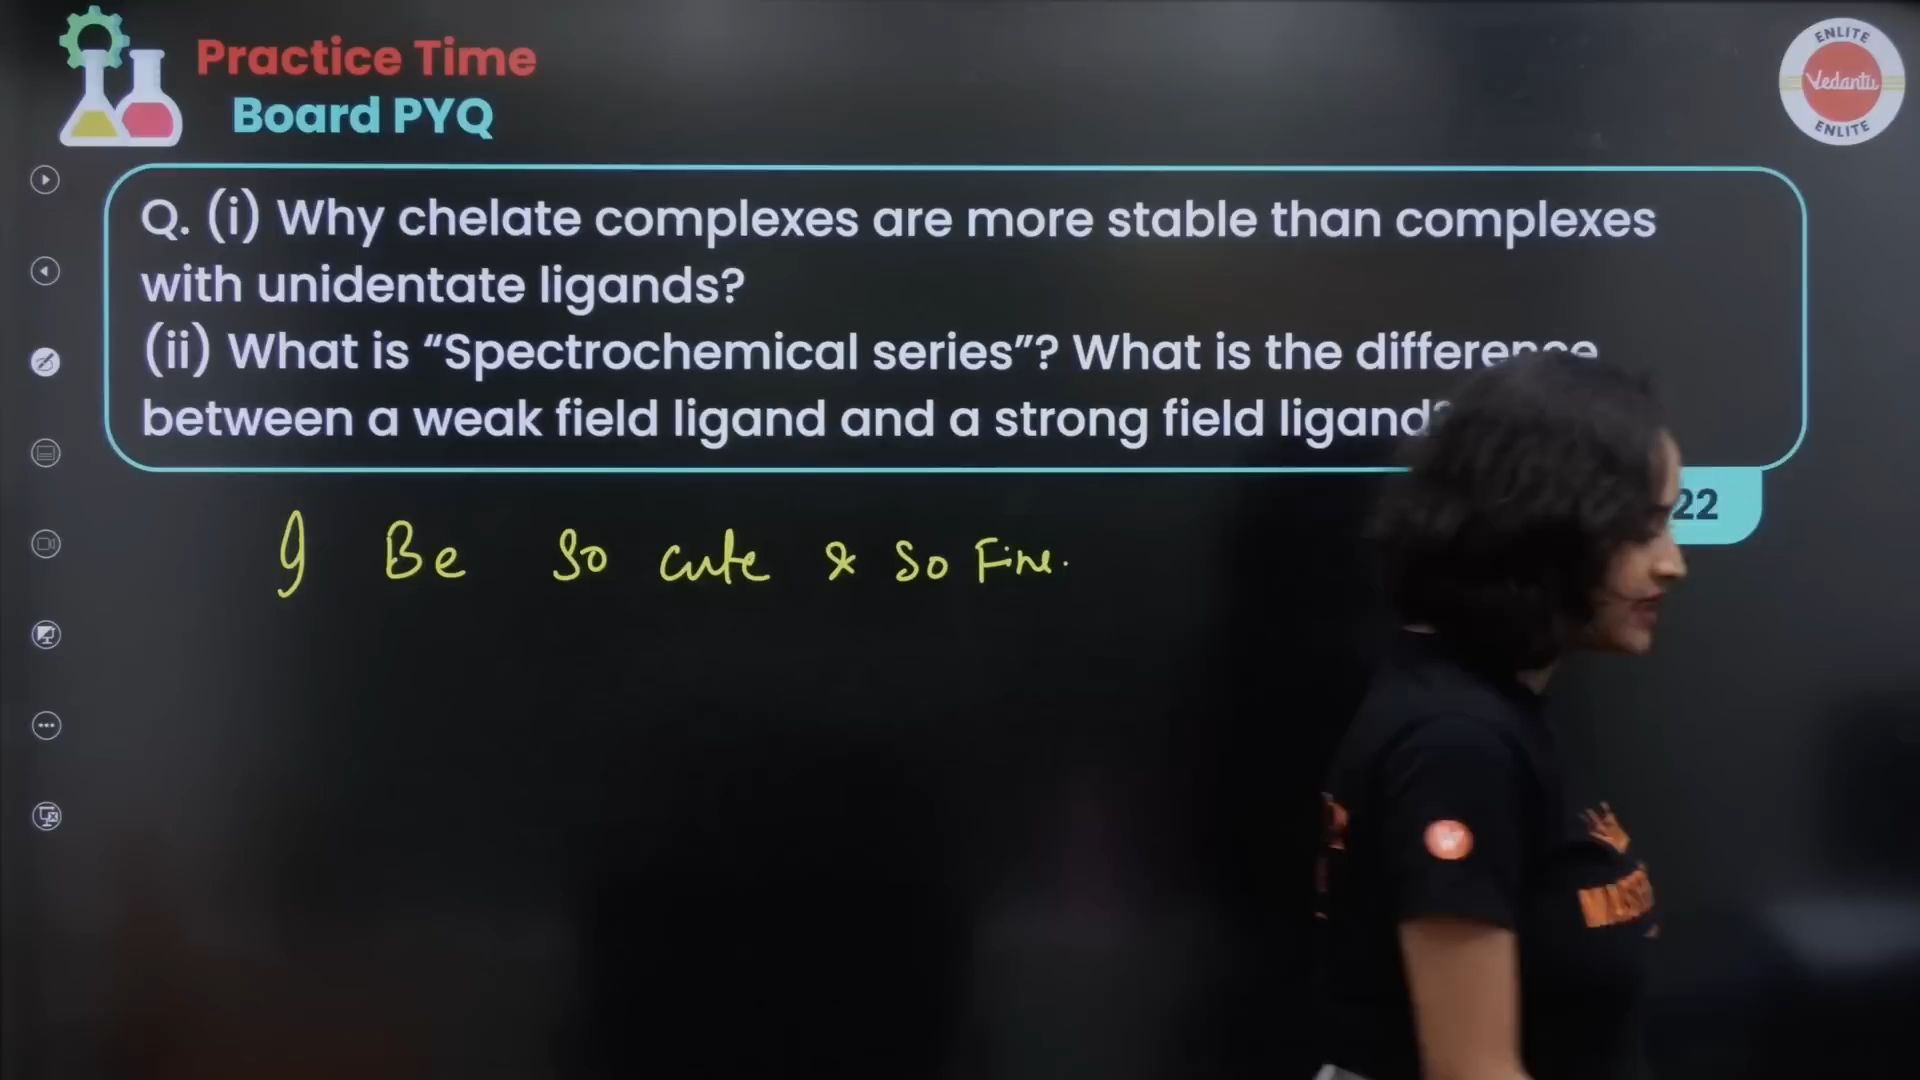 Practice Time
Board PYQ
ENLITE
Vedantu
ENLITE
Q. (i) Why chelate complexes are more stable than complexes
with unidentate ligands?
(ii) What is “Spectrochemical series”? What is the difference
between a weak field ligand and a strong field ligand?
22
I Be So cute & So Fine.